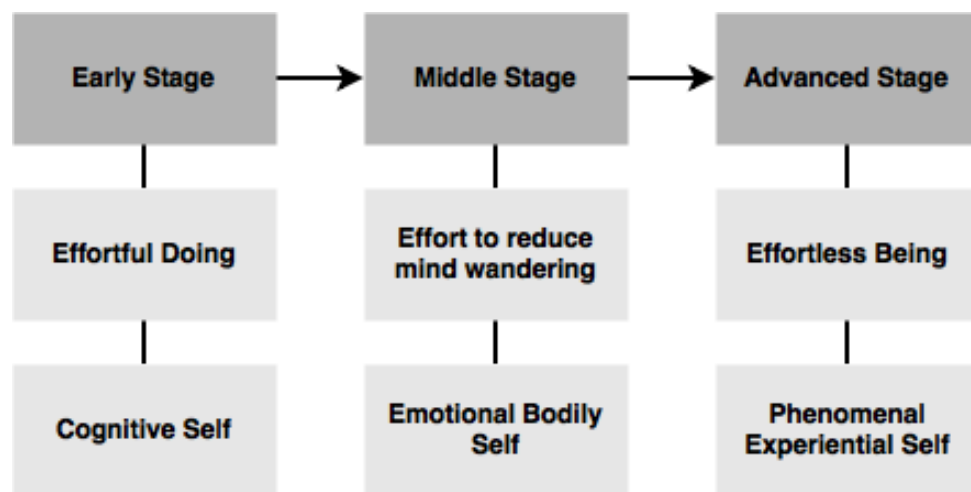 Early Stage
Middle Stage
Advanced Stage
Effortful Doing
Effort to reduce
mind wandering
Effortless Being
Cognitive Self
Emotional Bodily
Self
Phenomenal
Experiential Self